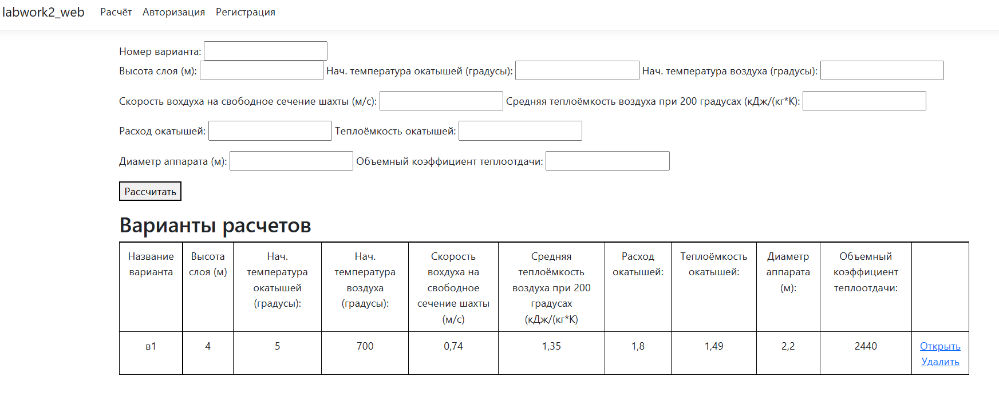 labwork2_web Расчёт Авторизация Регистрация
Номер варианта:
Высота слоя (м): Нач. температура окатышей (градусы): Нач. температура воздуха (градусы):
Скорость вохдуха на свободное сечение шахты (м/с): Средняя теплоёмкость воздуха при 200 градусах (кДж/(кг*К):
Расход окатышей: Теплоёмкость окатышей:
Диаметр аппарата (м): Объемный коэффициент теплоотдачи:
Рассчитать
Варианты расчетов
Название Высота Нач. Нач. Скорость Средняя Расход Теплоёмкость Диаметр Объемный
варианта слоя (м) температура температура вохдуха на теплоёмкость окатышей: окатышей: аппарата коэффициент
окатышей воздуха свободное воздуха при 200 (м): теплоотдачи:
(градусы): (градусы): сечение шахты градусах
(м/с) (кДж/(кг*К)
в1 4 5 700 0,74 1,35 1,8 1,49 2,2 2440 Открыть
Удалить